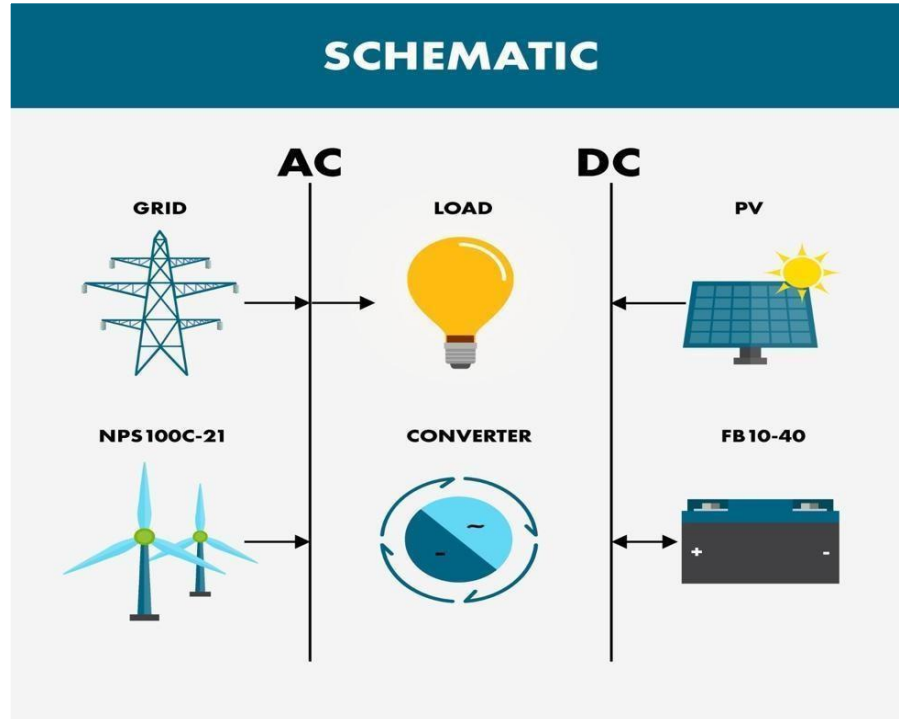 SCHEMATIC
AC
DC
GRID
LOAD
PV
NPS100C-21
CONVERTER
FB10-40
~
-
+
-